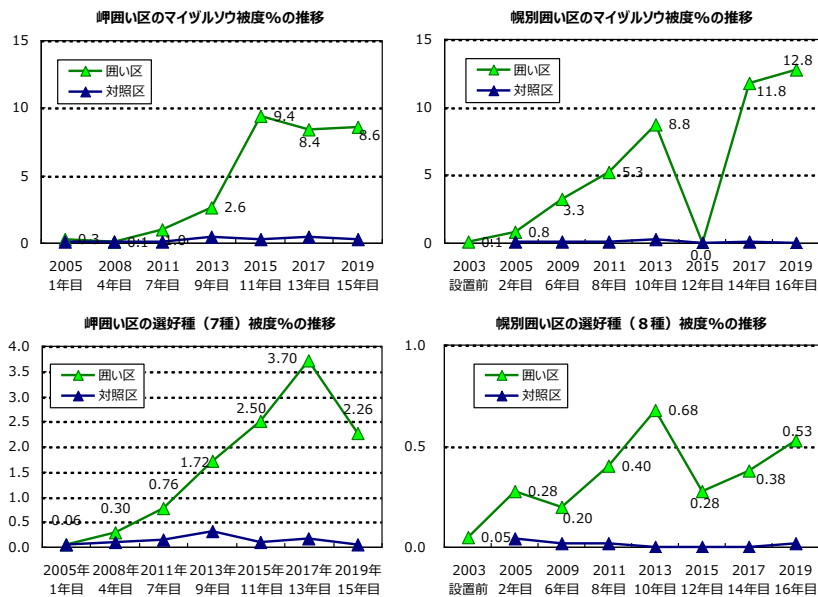 岬囲い区のマイヅルソウ被度%の推移
15
10
5
0
囲い区
対照区
0.3
0.1
1.0
2.6
9.4
8.4
8.6
2005 2008 2011 2013 2015 2017 2019
1年目 4年目 7年目 9年目 11年目 13年目 15年目
幌別囲い区のマイヅルソウ被度%の推移
15
10
5
0
囲い区
対照区
0.1
0.8
3.3
5.3
8.8
0.0
11.8
12.8
2003 2005 2009 2011 2013 2015 2017 2019
設置前 2年目 6年目 8年目 10年目 12年目 14年目 16年目
岬囲い区の選好種（7種）被度%の推移
4.0
3.5
3.0
2.5
2.0
1.5
1.0
0.5
0.0
囲い区
対照区
0.06
0.30
0.76
1.72
2.50
3.70
2.26
2005年 2008年 2011年 2013年 2015年 2017年 2019年
1年目 4年目 7年目 9年目 11年目 13年目 15年目
幌別囲い区の選好種（８種）被度%の推移
1.0
0.5
0.0
囲い区
対照区
0.05
0.28
0.20
0.40
0.68
0.28
0.38
0.53
2003 2005 2009 2011 2013 2015 2017 2019
設置前 2年目 6年目 8年目 10年目 12年目 14年目 16年目